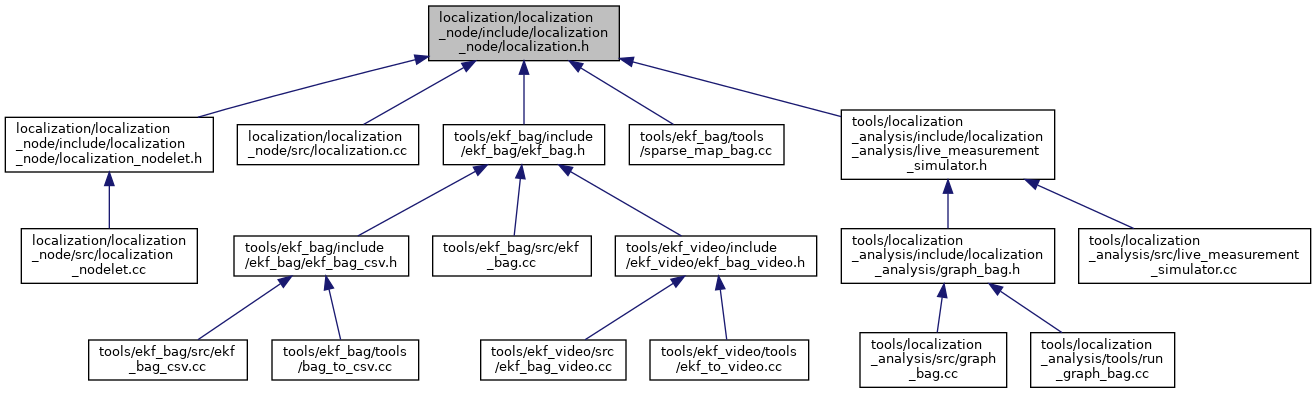 localization/localization
_node/include/localization
_node/localization.h
localization/localization
_node/include/localization
_node/localization_nodelet.h
localization/localization
_node/src/localization.cc
tools/ekf_bag/include
/ekf_bag/ekf_bag.h
tools/ekf_bag/tools
/sparse_map_bag.cc
tools/localization
_analysis/include/localization
_analysis/live_measurement
_simulator.h
localization/localization
_node/src/localization
_nodelet.cc
tools/ekf_bag/include
/ekf_bag/ekf_bag_csv.h
tools/ekf_bag/src/ekf
_bag.cc
tools/ekf_video/include
/ekf_video/ekf_bag_video.h
tools/localization
_analysis/include/localization
_analysis/graph_bag.h
tools/localization
_analysis/src/live_measurement
_simulator.cc
tools/ekf_bag/src/ekf
_bag_csv.cc
tools/ekf_bag/tools
/bag_to_csv.cc
tools/ekf_video/src
/ekf_bag_video.cc
tools/ekf_video/tools
/ekf_to_video.cc
tools/localization
_analysis/src/graph
_bag.cc
tools/localization
_analysis/tools/run
_graph_bag.cc